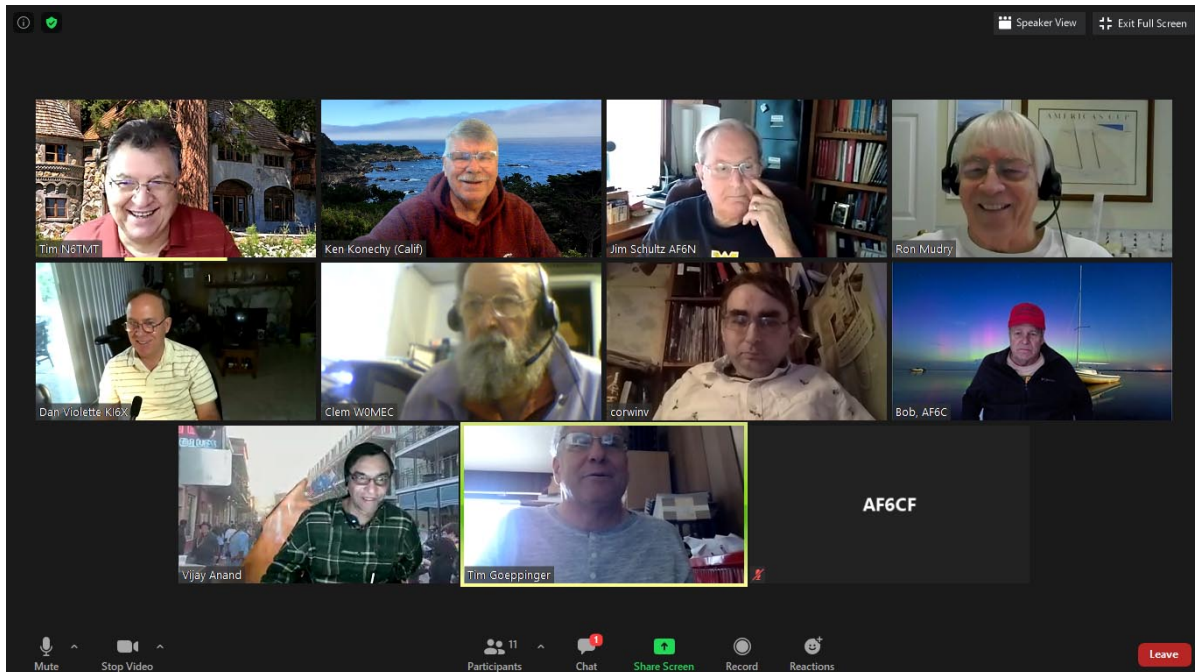 Speaker View
Exit Full Screen
AMERICA'S CUP
Tim N6TMT
Ken Konechy (Calif)
Jim Schultz AF6N
Ron Mudry
Dan Violette KI6X
Clem W0MEC
corwinv
Bob, AF6C
AF6CF
Vijay Anand
Tim Goeppinger
11
1
Mute
Stop Video
Participants
Chat
Share Screen
Record
Reactions
Leave